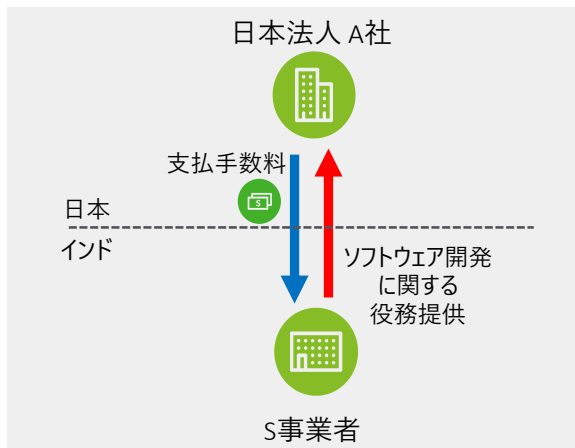 日本法人 A社
支払手数料
$
日本
インド
ソフトウェア開発
に関する
役務提供
S事業者